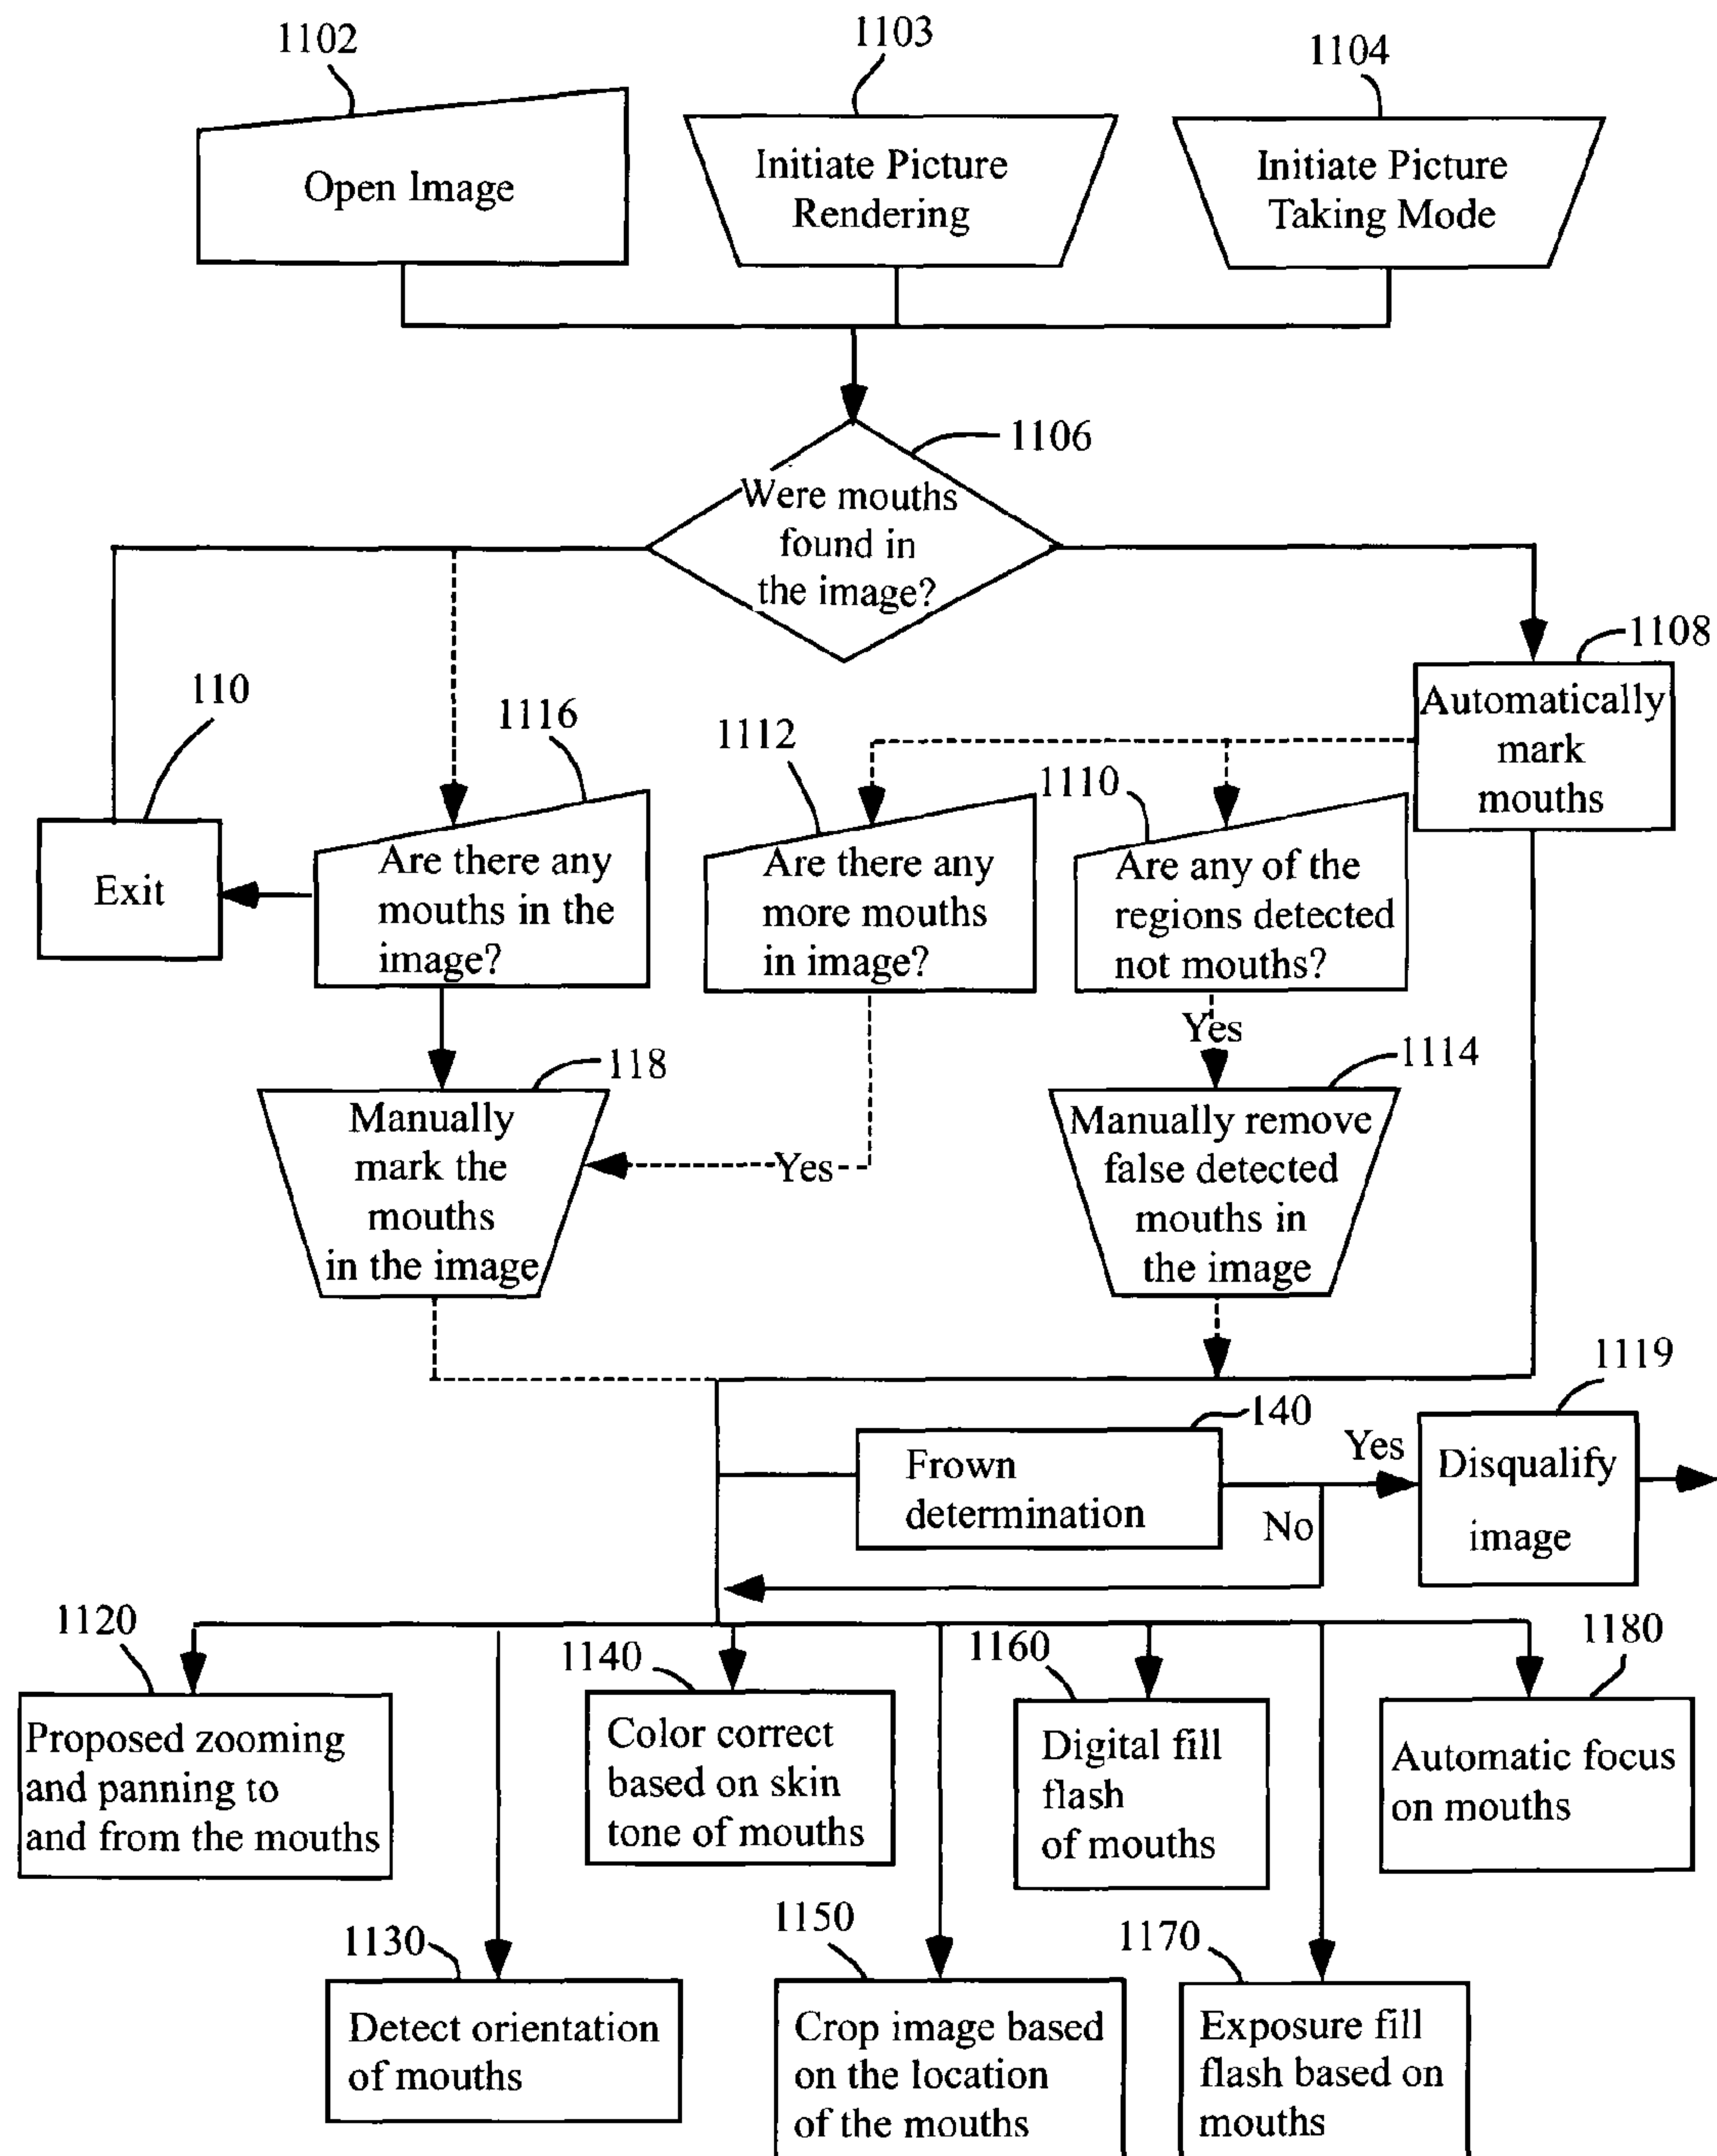 1102
1103
1104
Open Image
Initiate Picture
Rendering
Initiate Picture
Taking Mode
1106
Were mouths
found in
the image?
1108
Automatically
mark
mouths
110
Exit
1116
Are there any
mouths in the
image?
1112
Are there any
more mouths
in image?
1110
Are any of the
regions detected
not mouths?
Yes
118
Manually
mark the
mouths
in the image
Yes
1114
Manually remove
false detected
mouths in
the image
140
Frown
determination
Yes
No
1119
Disqualify
image
1120
Proposed zooming
and panning to
and from the mouths
1140
Color correct
based on skin
tone of mouths
1160
Digital fill
flash
of mouths
1180
Automatic focus
on mouths
1130
Detect orientation
of mouths
1150
Crop image based
on the location
of the mouths
1170
Exposure fill
flash based on
mouths